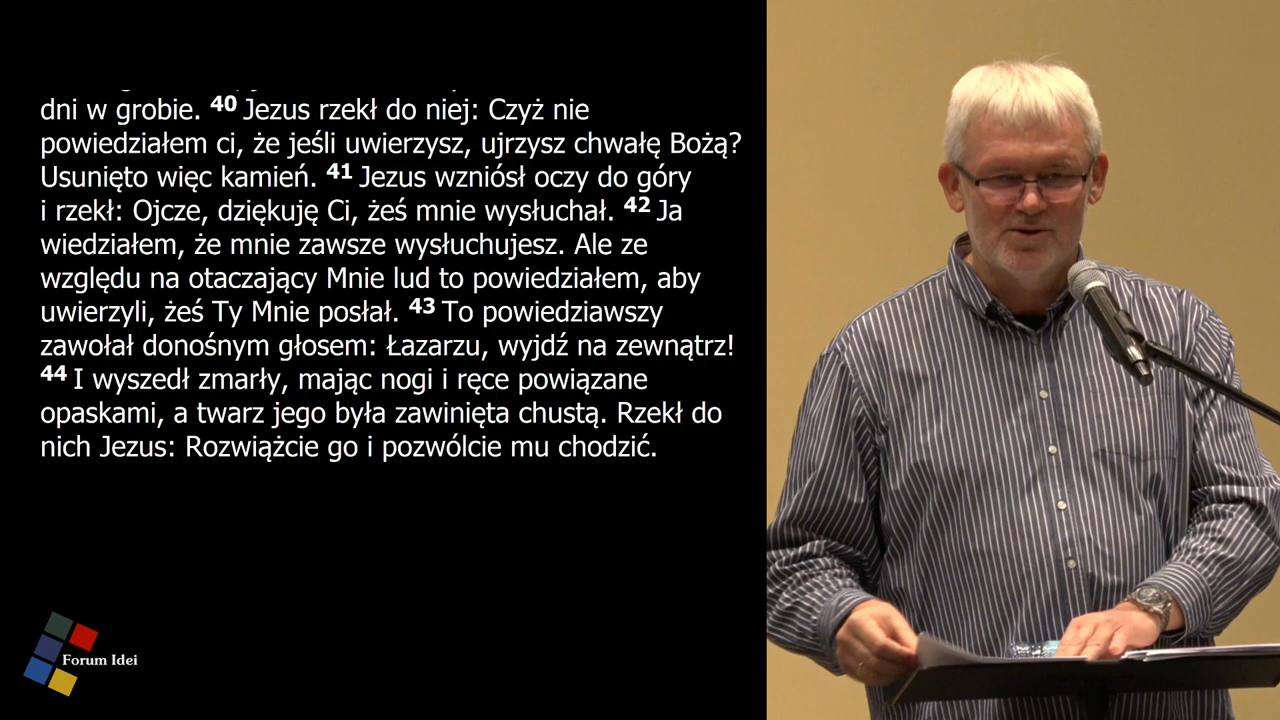 dni w grobie. 40 Jezus rzekł do niej: Czyż nie
powiedziałem ci, że jeśli uwierzysz, ujrzysz chwałę Bożą?
Usunięto więc kamień. 41 Jezus wzniósł oczy do góry
i rzekł: Ojcze, dziękuję Ci, żeś mnie wysłuchał. 42 Ja
wiedziałem, że mnie zawsze wysłuchujesz. Ale ze
względu na otaczający Mnie lud to powiedziałem, aby
uwierzyli, żeś Ty Mnie posłał. 43 To powiedziawszy
zawołał donośnym głosem: Łazarzu, wyjdź na zewnątrz!
44 I wyszedł zmarły, mając nogi i ręce powiązane
opaskami, a twarz jego była zawinięta chustą. Rzekł do
nich Jezus: Rozwiążcie go i pozwólcie mu chodzić.
Forum Idei